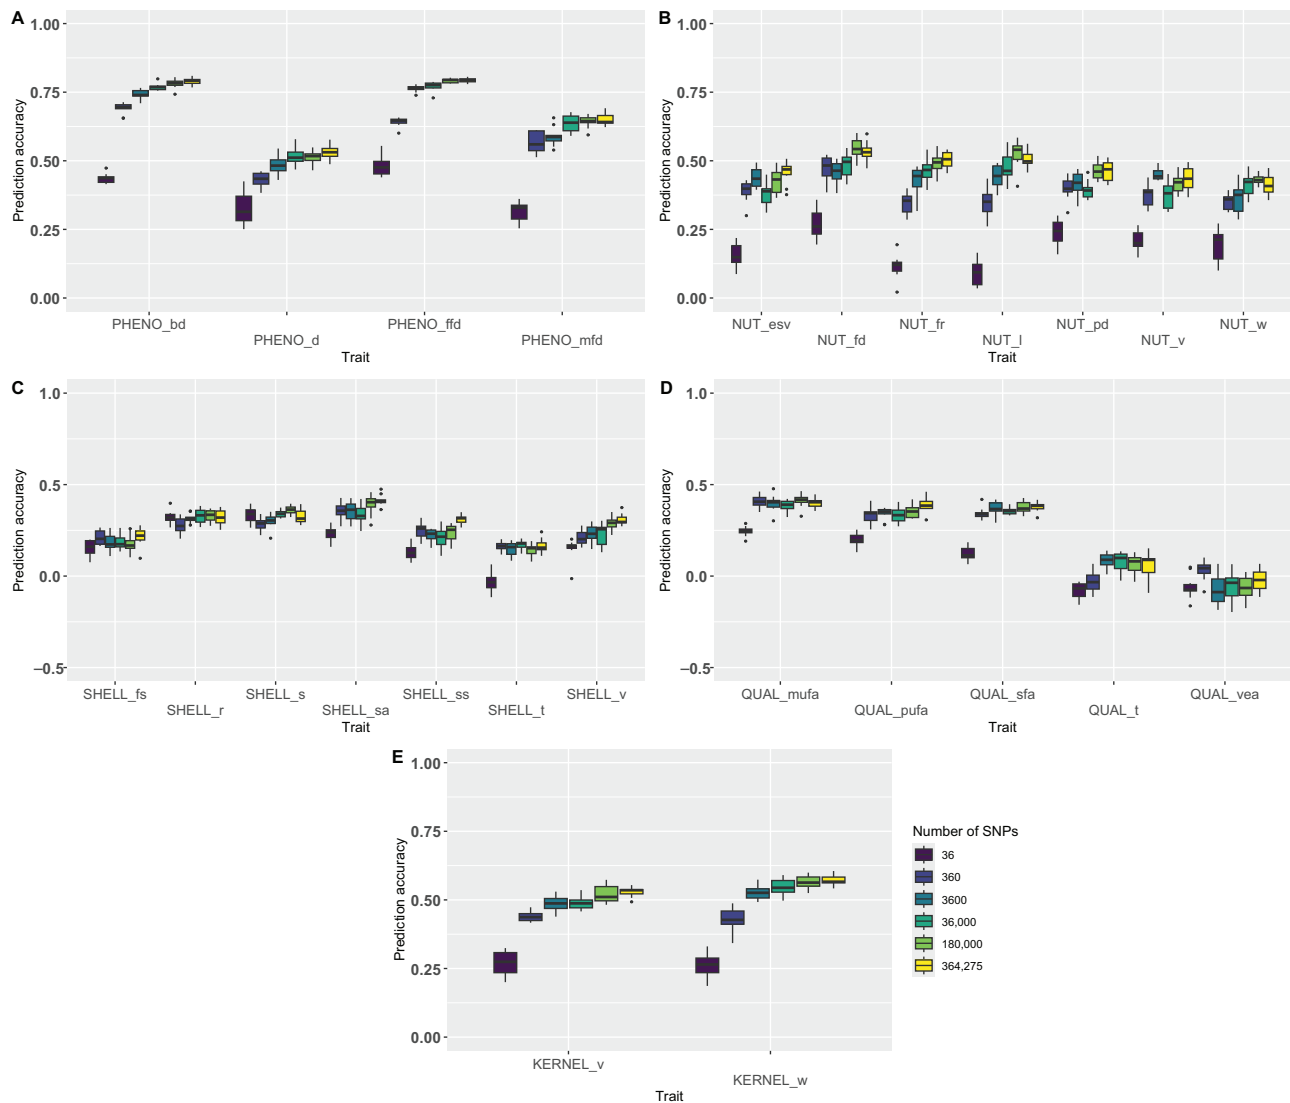 A
1.00
0.75
0.50
0.25
0.00
Prediction accuracy
PHENO_bd
PHENO_d
PHENO_ffd
PHENO_mfd
Trait
B
1.00
0.75
0.50
0.25
0.00
Prediction accuracy
NUT_esv
NUT_fd
NUT_fr
NUT_l
NUT_pd
NUT_v
NUT_w
Trait
C
1.0
0.5
0.0
−0.5
Prediction accuracy
SHELL_fs
SHELL_r
SHELL_s
SHELL_sa
SHELL_ss
SHELL_t
SHELL_v
Trait
D
1.0
0.5
0.0
−0.5
Prediction accuracy
QUAL_mufa
QUAL_pufa
QUAL_sfa
QUAL_t
QUAL_vea
Trait
E
1.00
0.75
0.50
0.25
0.00
Prediction accuracy
KERNEL_v
KERNEL_w
Trait
Number of SNPs
36
360
3600
36,000
180,000
364,275